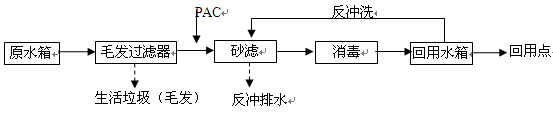 PAC
反冲洗
原水箱
毛发过滤器
砂滤
消毒
回用水箱
回用点
生活垃圾（毛发）
反冲排水